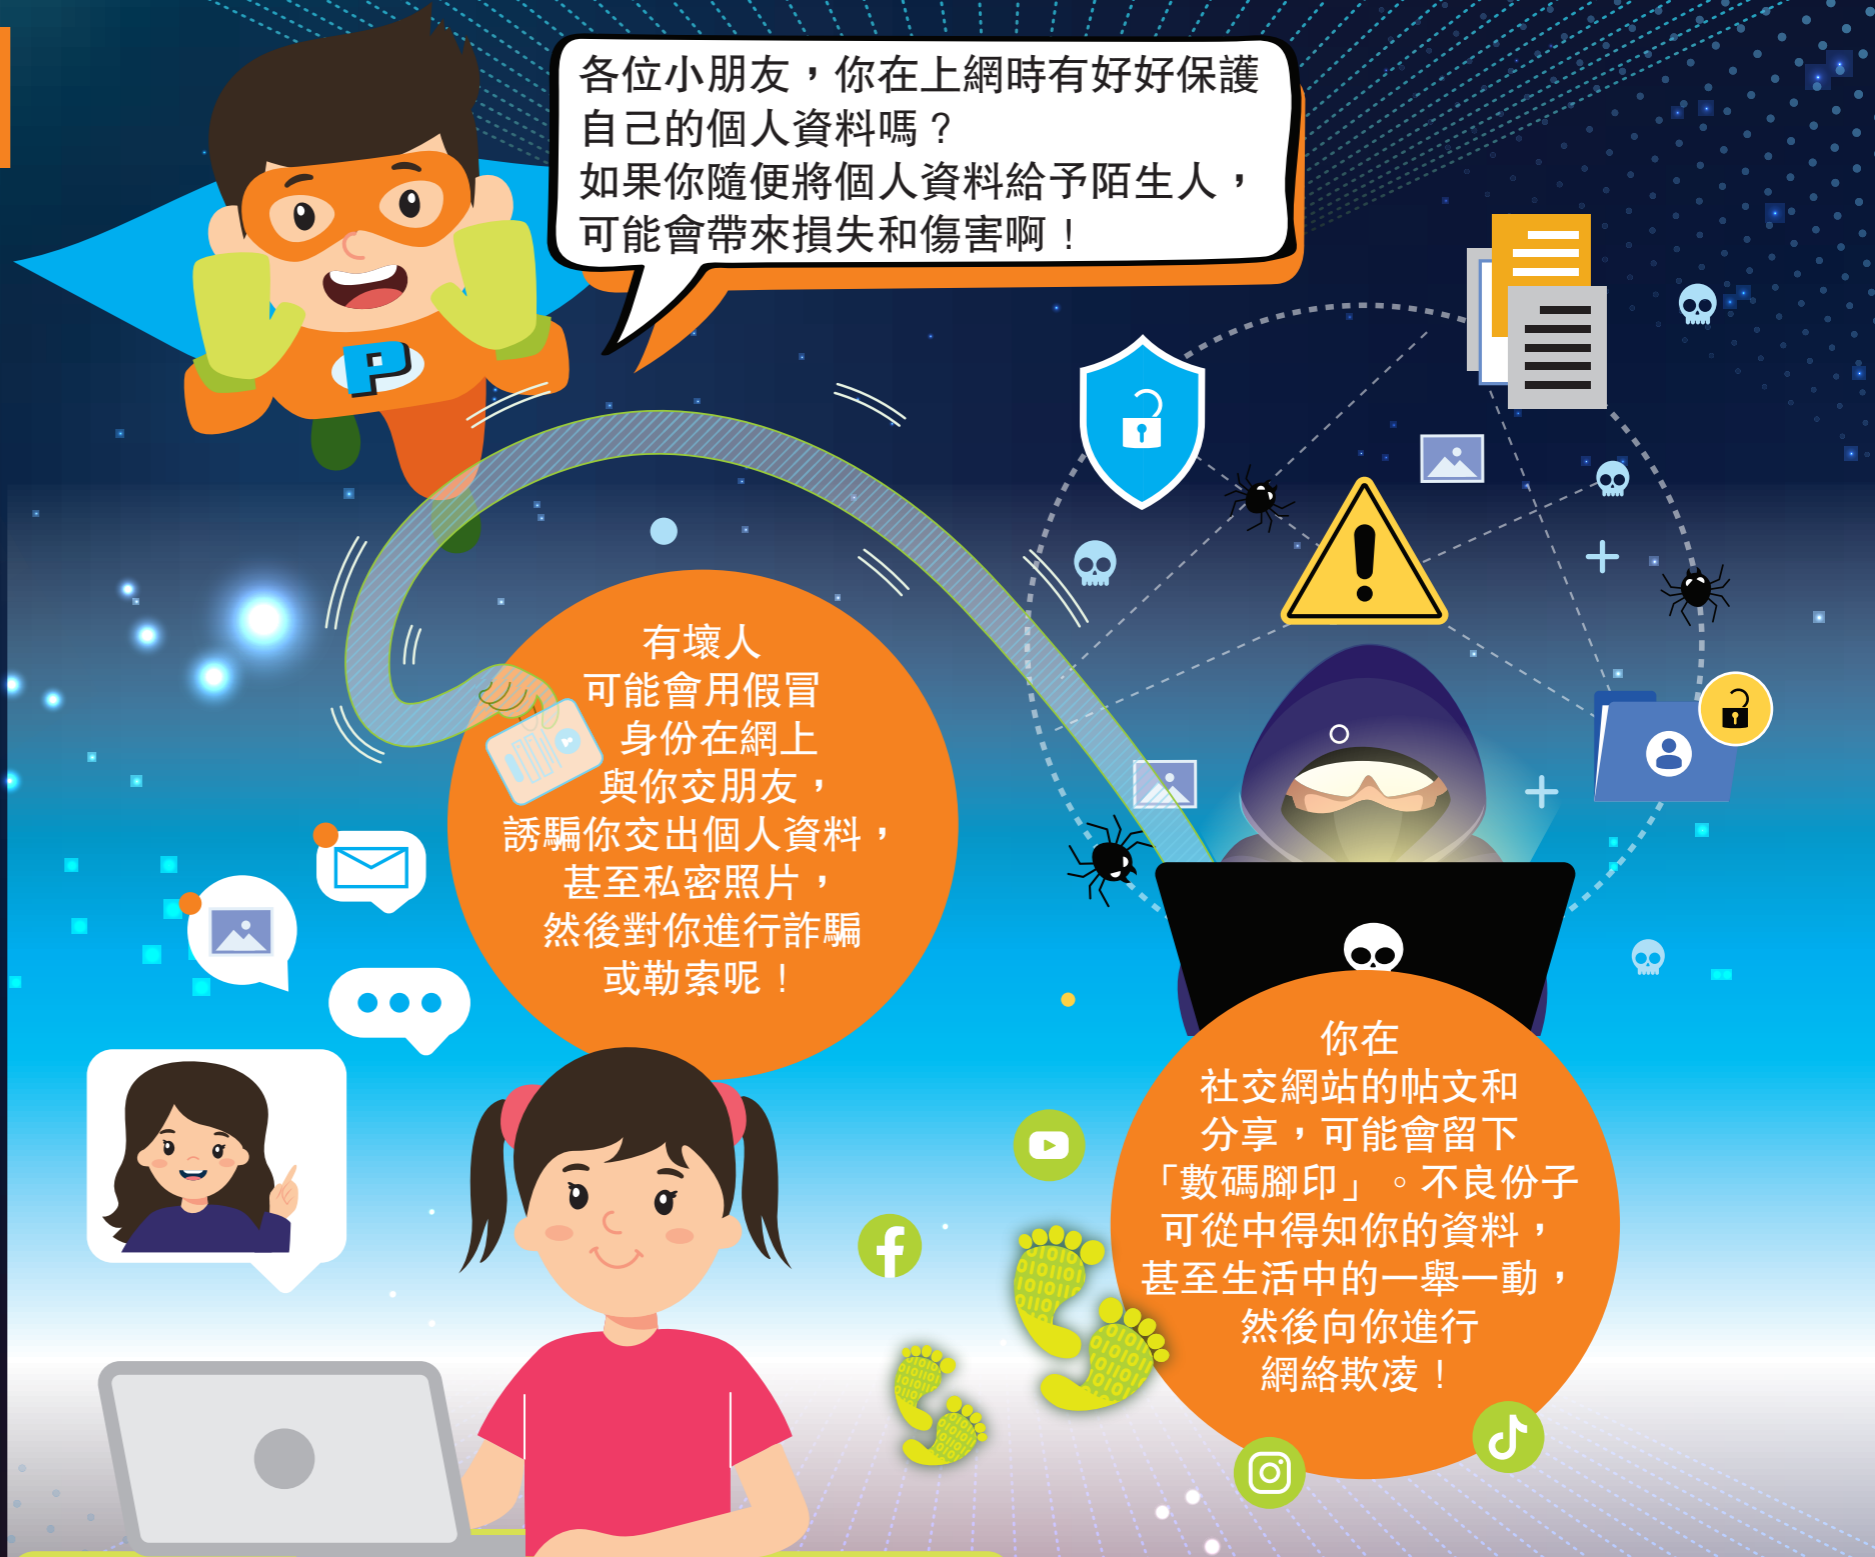 各位小朋友，你在上網時有好好保護
自己的個人資料嗎？
如果你隨便將個人資料給予陌生人，
可能會帶來損失和傷害啊！
P
有壞人
可能會用假冒
身份在網上
與你交朋友，
誘騙你交出個人資料，
甚至私密照片，
然後對你進行詐騙
或勒索呢！
你在
社交網站的帖文和
分享，可能會留下
「數碼腳印」。不良份子
可從中得知你的資料，
甚至生活中的一舉一動，
然後向你進行
網絡欺凌！